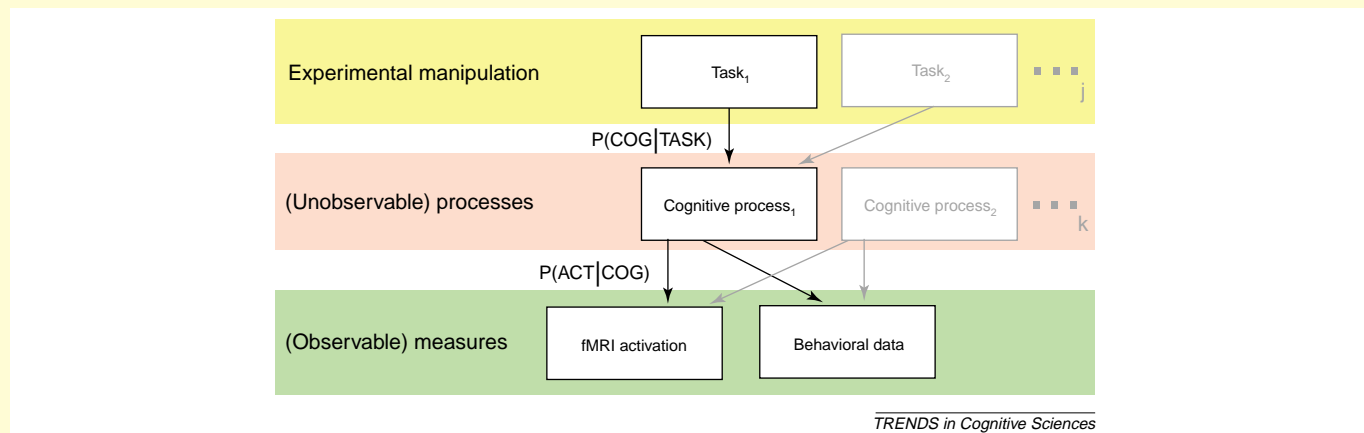 Experimental manipulation
Task1
Task2
j
P(COG|TASK)
(Unobservable) processes
Cognitive process1
Cognitive process2
k
P(ACT|COG)
(Observable) measures
fMRI activation
Behavioral data
TRENDS in Cognitive Sciences